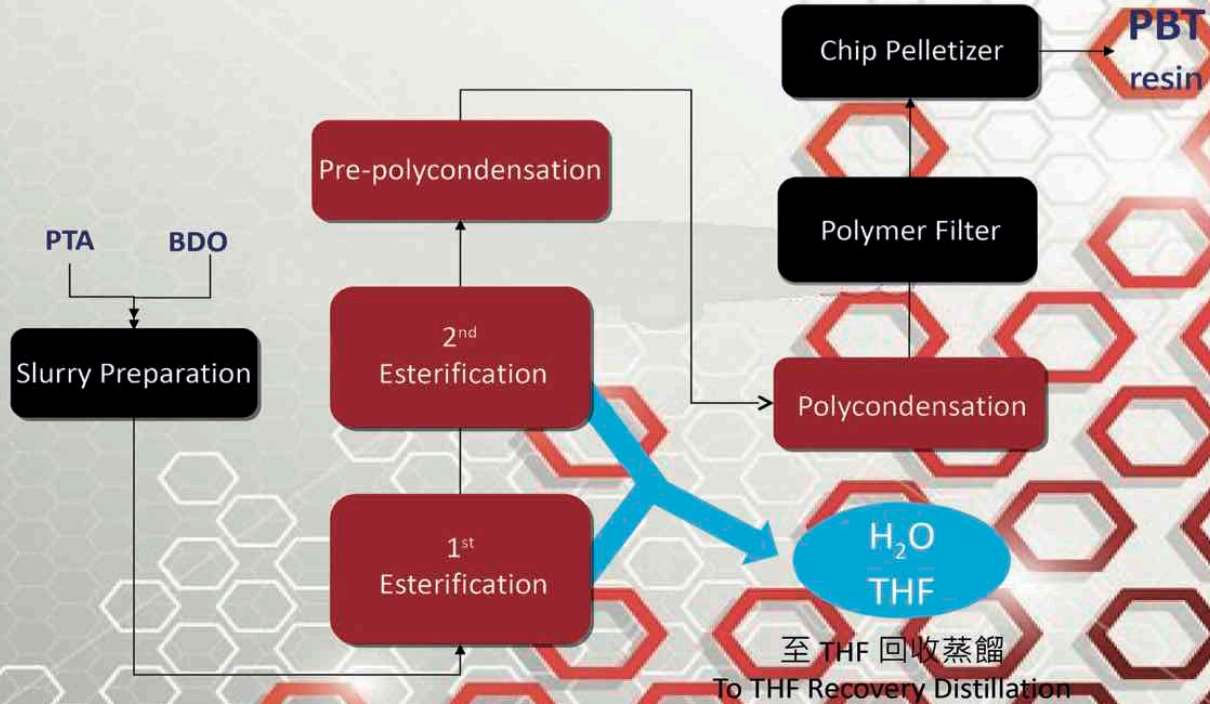 PTA
BDO
Slurry Preparation
1st
Esterification
2nd
Esterification
Pre-polycondensation
Polycondensation
Polymer Filter
Chip Pelletizer
PBT
resin
H₂O
THF
至 THF 回收蒸餾
To THF Recovery Distillation